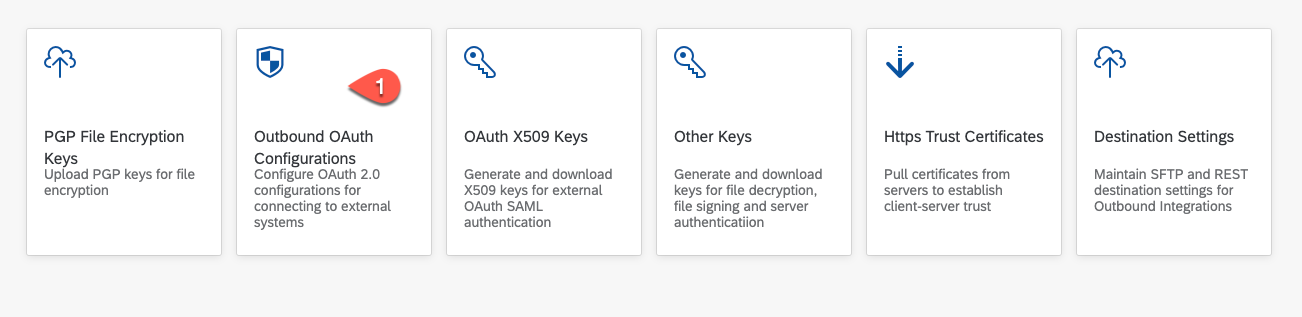 1
PGP File Encryption
Keys
Upload PGP keys for file
encryption
Outbound OAuth
Configurations
Configure OAuth 2.0
configurations for
connecting to external
systems
OAuth X509 Keys
Generate and download
X509 keys for external
OAuth SAML
authentication
Other Keys
Generate and download
keys for file decryption,
file signing and server
authenticatiion
Https Trust Certificates
Pull certificates from
servers to establish
client-server trust
Destination Settings
Maintain SFTP and REST
destination settings for
Outbound Integrations